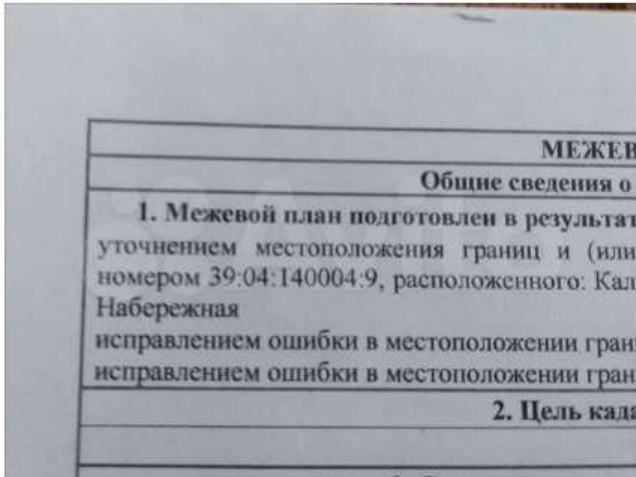 МЕЖЕВ
Общие сведения о
1. Межевой план подготовлен в результат
уточнением местоположения границ и (или
номером 39:04:140004:9, расположенного: Кал
Набережная
исправлением ошибки в местоположении гран
исправлением ошибки в местоположении гран
2. Цель када